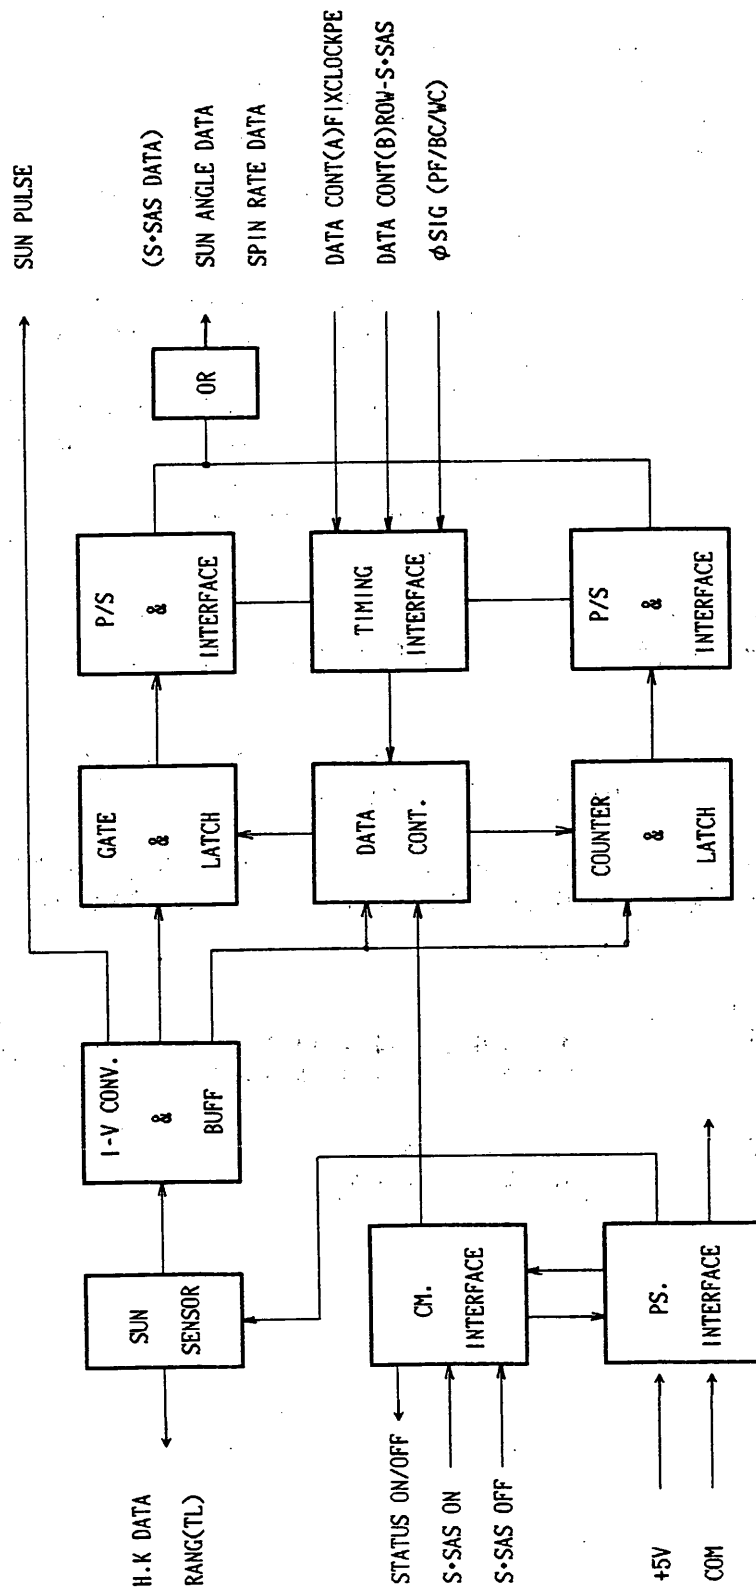 SUN PULSE
(S•SAS DATA)
SUN ANGLE DATA
SPIN RATE DATA
DATA CONT(A)FIXCLOCKPE
DATA CONT(B)ROW-S•SAS
φSIG (PF/BC/WC)
OR
P/S
&
INTERFACE
TIMING
INTERFACE
P/S
&
INTERFACE
GATE
&
LATCH
DATA
CONT.
COUNTER
&
LATCH
I-V CONV.
&
BUFF
SUN
SENSOR
CM.
INTERFACE
PS.
INTERFACE
H.K DATA
RANG(TL)
STATUS ON/OFF
S•SAS ON
S•SAS OFF
+5V
COM